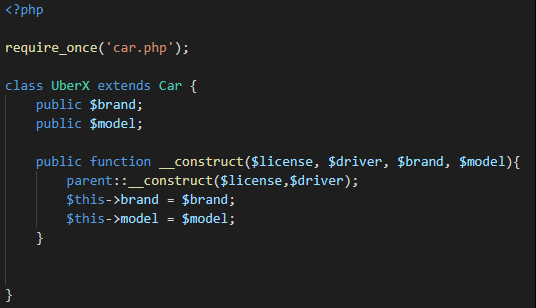 <?php
require_once('car.php');
class UberX extends Car {
    public $brand;
    public $model;
    public function __construct($license, $driver, $brand, $model){
        parent::__construct($license,$driver);
        $this->brand = $brand;
        $this->model = $model;
    }
}